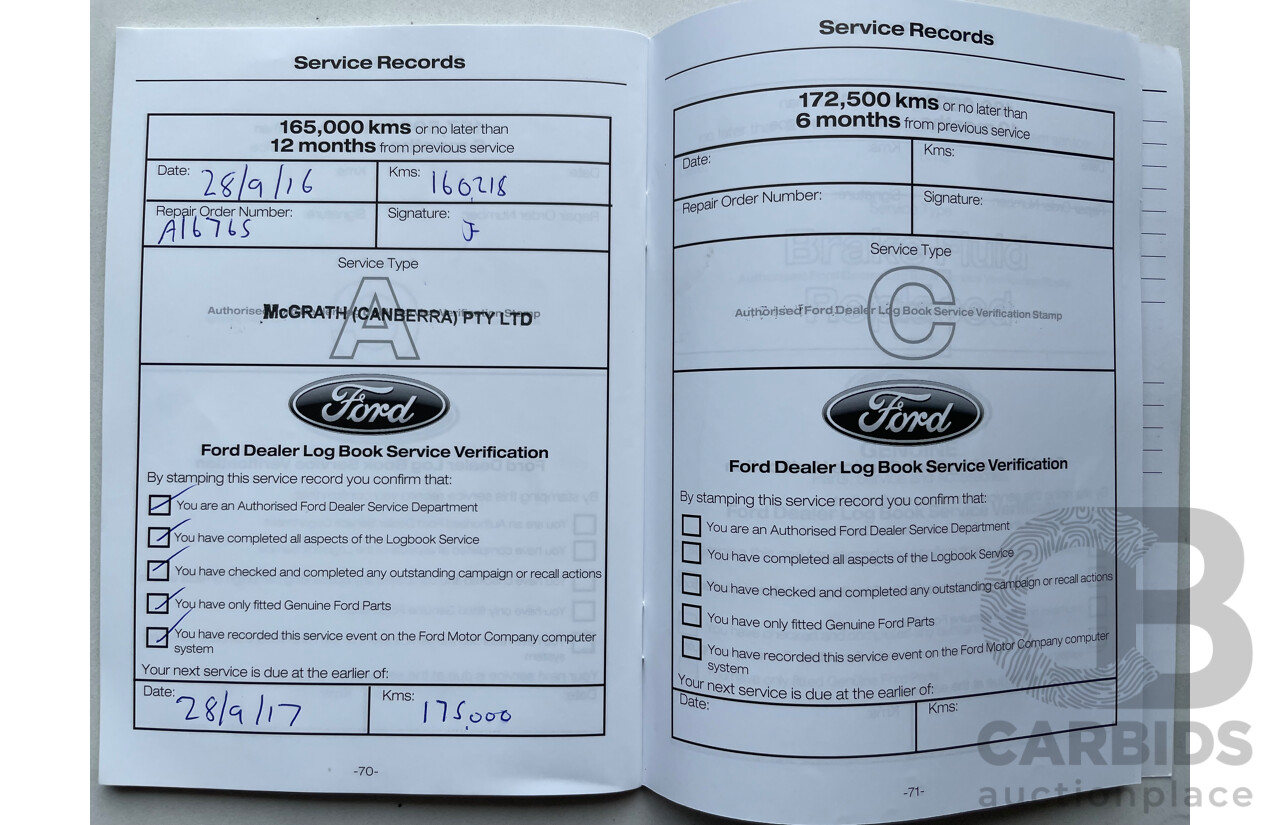 Service Records
165,000 kms or no later than
12 months from previous service
Date: 28/9/16
Kms: 160218
Repair Order Number:
A16765
Signature:
Service Type
A
McGRATH (CANBERRA) PTY LTD
Ford
Ford Dealer Log Book Service Verification
By stamping this service record you confirm that:
You are an Authorised Ford Dealer Service Department
You have completed all aspects of the Logbook Service
You have checked and completed any outstanding campaign or recall actions
You have only fitted Genuine Ford Parts
You have recorded this service event on the Ford Motor Company computer
system
Your next service is due at the earlier of:
Date: 28/9/17
Kms: 175,000
-70-
Service Records
172,500 kms or no later than
6 months from previous service
Date:
Kms:
Repair Order Number:
Signature:
Service Type
C
Authorised Ford Dealer Log Book Service Verification Stamp
Ford
Ford Dealer Log Book Service Verification
By stamping this service record you confirm that:
You are an Authorised Ford Dealer Service Department
You have completed all aspects of the Logbook Service
You have checked and completed any outstanding campaign or recall actions
You have only fitted Genuine Ford Parts
You have recorded this service event on the Ford Motor Company computer
system
Your next service is due at the earlier of:
Date:
Kms:
-71-
CB
CARBIDS
auctionplace